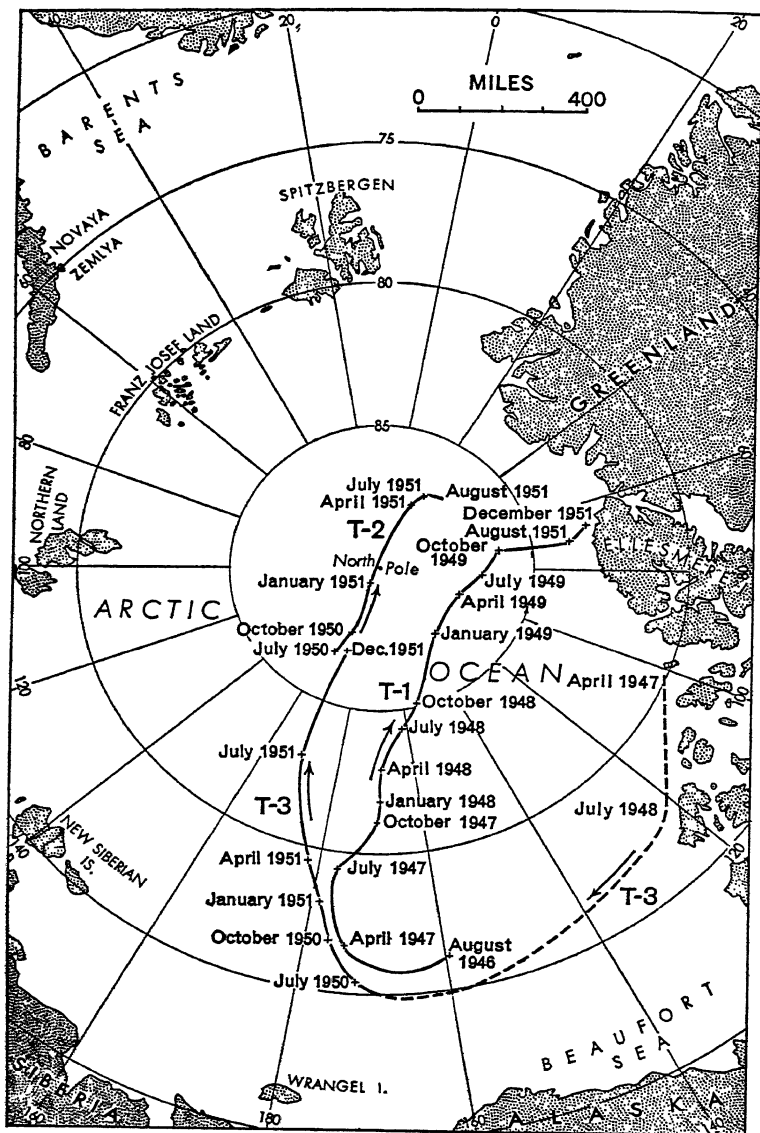 20
0
20
MILES
0 400
BARENTS
SEA
75
SPITZBERGEN
NOVAYA
ZEMLYA
80
FRANZ JOSEF LAND
GREENLAND
80
85
July 1951
August 1951
April 1951
December 1951
T-2
August 1951
NORTHERN
LAND
October
1949
North
Pole
ELLESMERE
January 1951
July 1949
April 1949
ARCTIC
October 1950
January 1949
July 1950
Dec. 1951
OCEAN
April 1947
120
T-1
October 1948
100
July 1948
July 1951
April 1948
T-3
January 1948
July 1948
October 1947
NEW SIBERIAN
IS.
140
120
April 1951
July 1947
T-3
January 1951
October 1950
April 1947
August
1946
July 1950
BEAUFORT
SEA
SIBERIA
WRANGEL I.
ALASKA
160
180
160
140